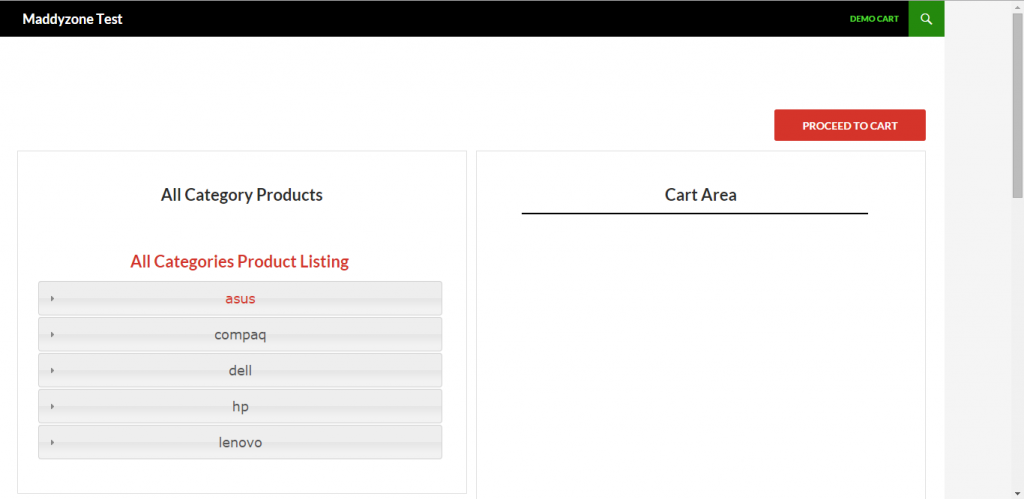 Maddyzone Test
DEMO CART
PROCEED TO CART
All Category Products
All Categories Product Listing
asus
compaq
dell
hp
lenovo
Cart Area